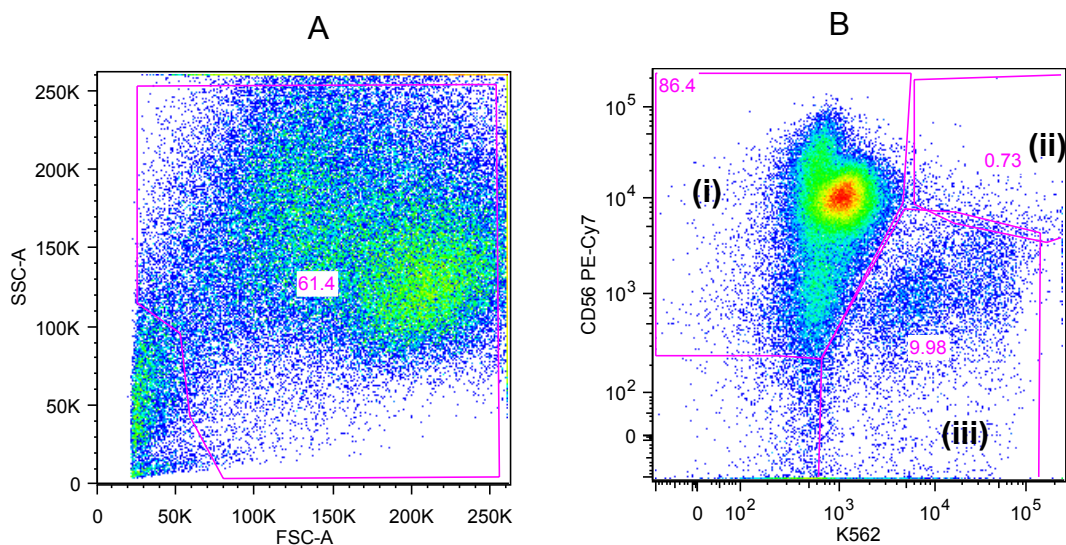 A
250K
200K
150K
100K
50K
0
SSC-A
61.4
0 50K 100K 150K 200K 250K
FSC-A
B
10^5
10^4
10^3
10^2
0
CD56 PE-Cy7
86.4
(i)
(ii)
0.73
9.98
(iii)
0 10^2 10^3 10^4 10^5
K562